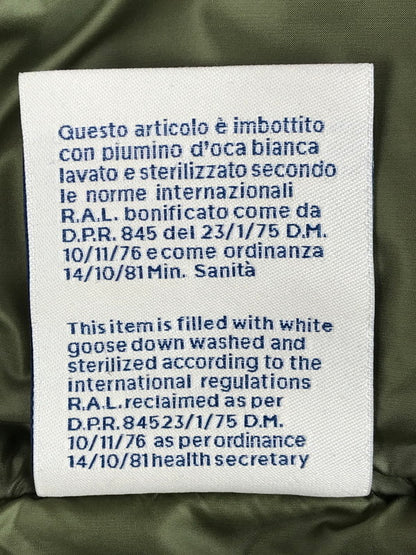 Questo articolo è imbottito
con piumino d'oca bianca
lavato e sterilizzato secondo
le norme internazionali
R.A.L. bonificato come da
D.P.R. 845 del 23/1/75 D.M.
10/11/76 e come ordinanza
14/10/81 Min. Sanità
This item is filled with white
goose down washed and
sterilized according to the
international regulations
R.A.L. reclaimed as per
D.P.R. 845 23/1/75 D.M.
10/11/76 as per ordinance
14/10/81 health secretary